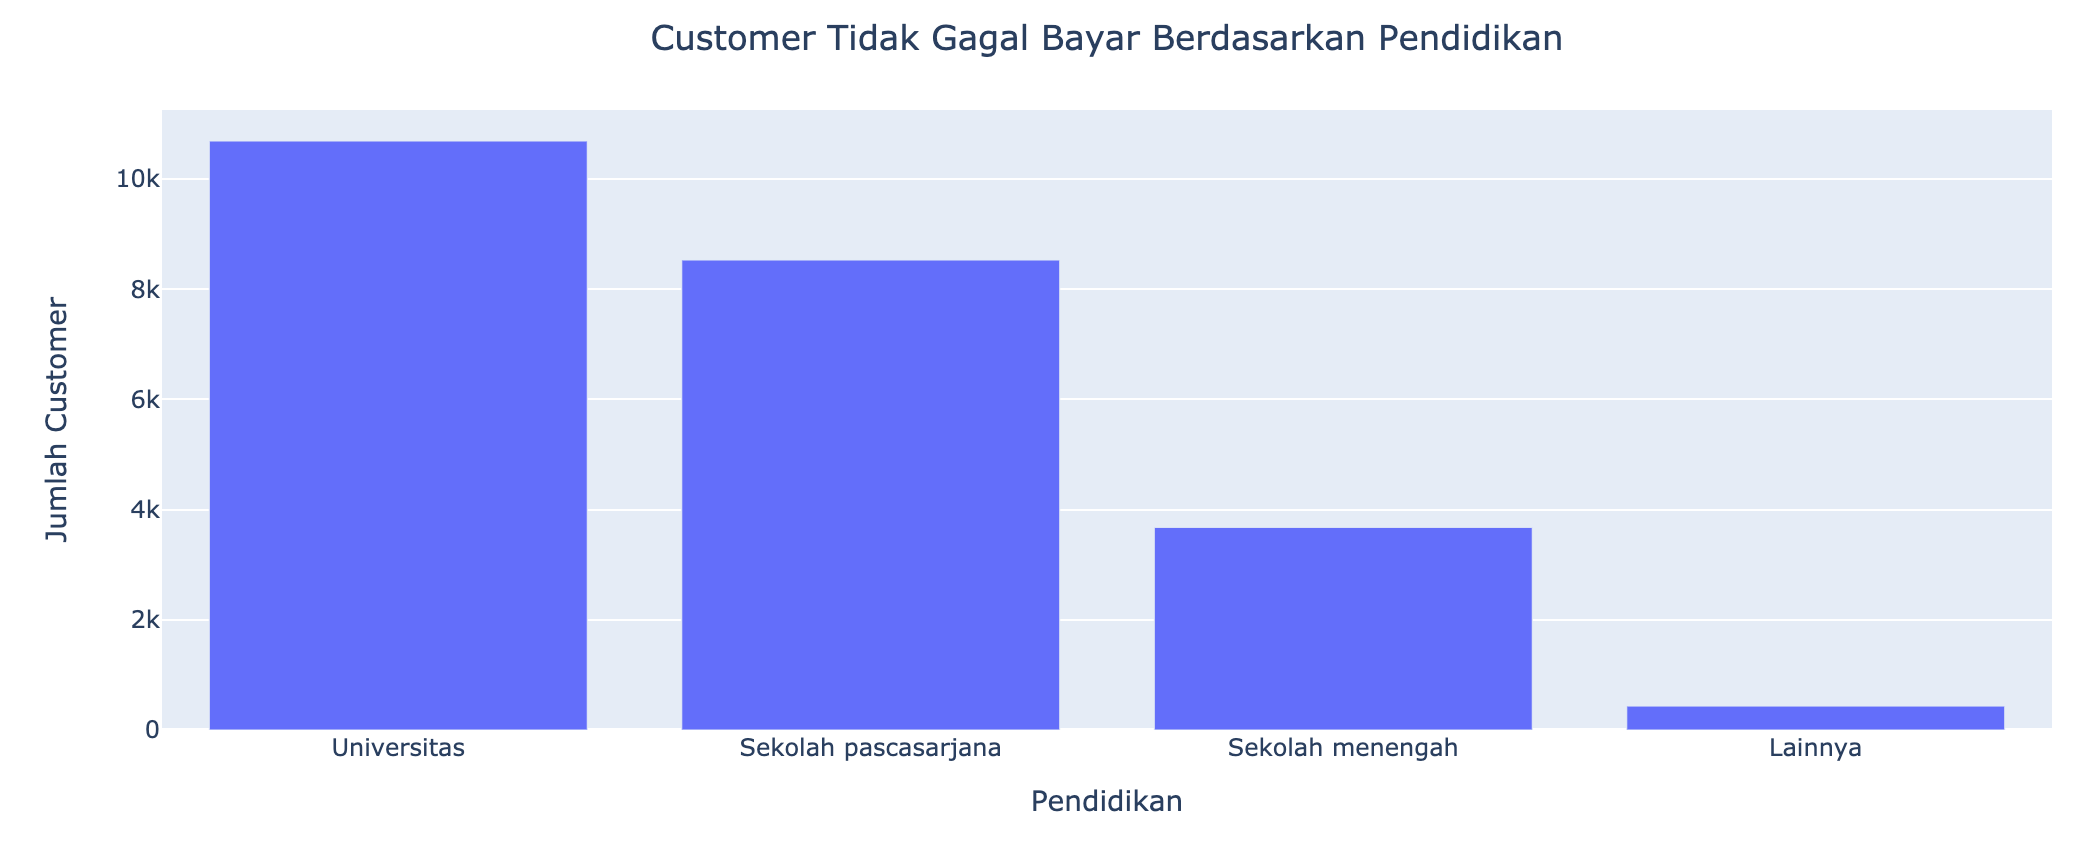 Customer Tidak Gagal Bayar Berdasarkan Pendidikan
Jumlah Customer
10k
8k
6k
4k
2k
0
Universitas
Sekolah pascasarjana
Sekolah menengah
Lainnya
Pendidikan